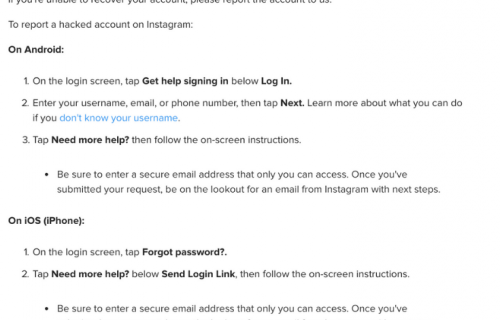 If you're unable to recover your account, please report the account to us.
To report a hacked account on Instagram:
On Android:
1. On the login screen, tap Get help signing in below Log In.
2. Enter your username, email, or phone number, then tap Next. Learn more about what you can do
if you don't know your username.
3. Tap Need more help? then follow the on-screen instructions.
• Be sure to enter a secure email address that only you can access. Once you've
submitted your request, be on the lookout for an email from Instagram with next steps.
On iOS (iPhone):
1. On the login screen, tap Forgot password?.
2. Tap Need more help? below Send Login Link, then follow the on-screen instructions.
• Be sure to enter a secure email address that only you can access. Once you've